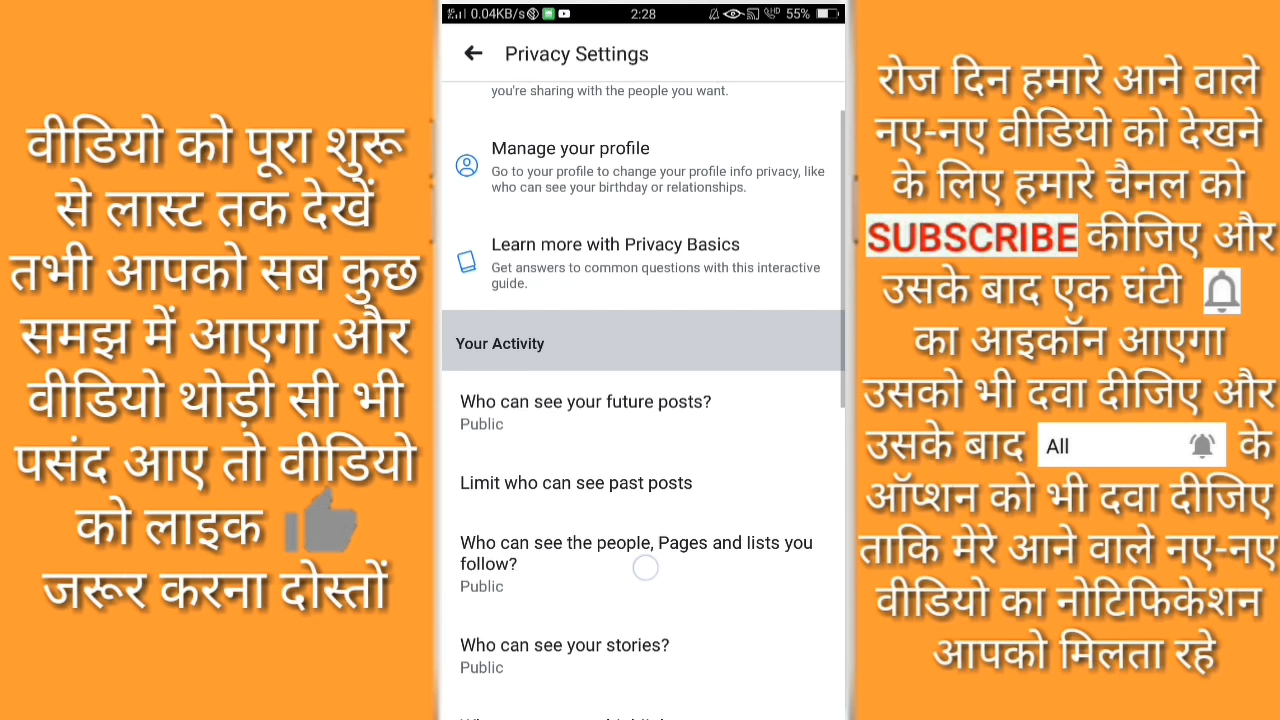 वीडियो को पूरा शुरू
से लास्ट तक देखें
तभी आपको सब कुछ
समझ में आएगा और
वीडियो थोड़ी सी भी
पसंद आए तो वीडियो
को लाइक
जरूर करना दोस्तों
0.04KB/s 2:28 55%
Privacy Settings
you're sharing with the people you want.
Manage your profile
Go to your profile to change your profile info privacy, like
who can see your birthday or relationships.
Learn more with Privacy Basics
Get answers to common questions with this interactive
guide.
Your Activity
Who can see your future posts?
Public
Limit who can see past posts
Who can see the people, Pages and lists you
follow?
Public
Who can see your stories?
Public
रोज दिन हमारे आने वाले
नए-नए वीडियो को देखने
के लिए हमारे चैनल को
SUBSCRIBE कीजिए और
उसके बाद एक घंटी
का आइकॉन आएगा
उसको भी दवा दीजिए और
उसके बाद All के
ऑप्शन को भी दवा दीजिए
ताकि मेरे आने वाले नए-नए
वीडियो का नोटिफिकेशन
आपको मिलता रहे